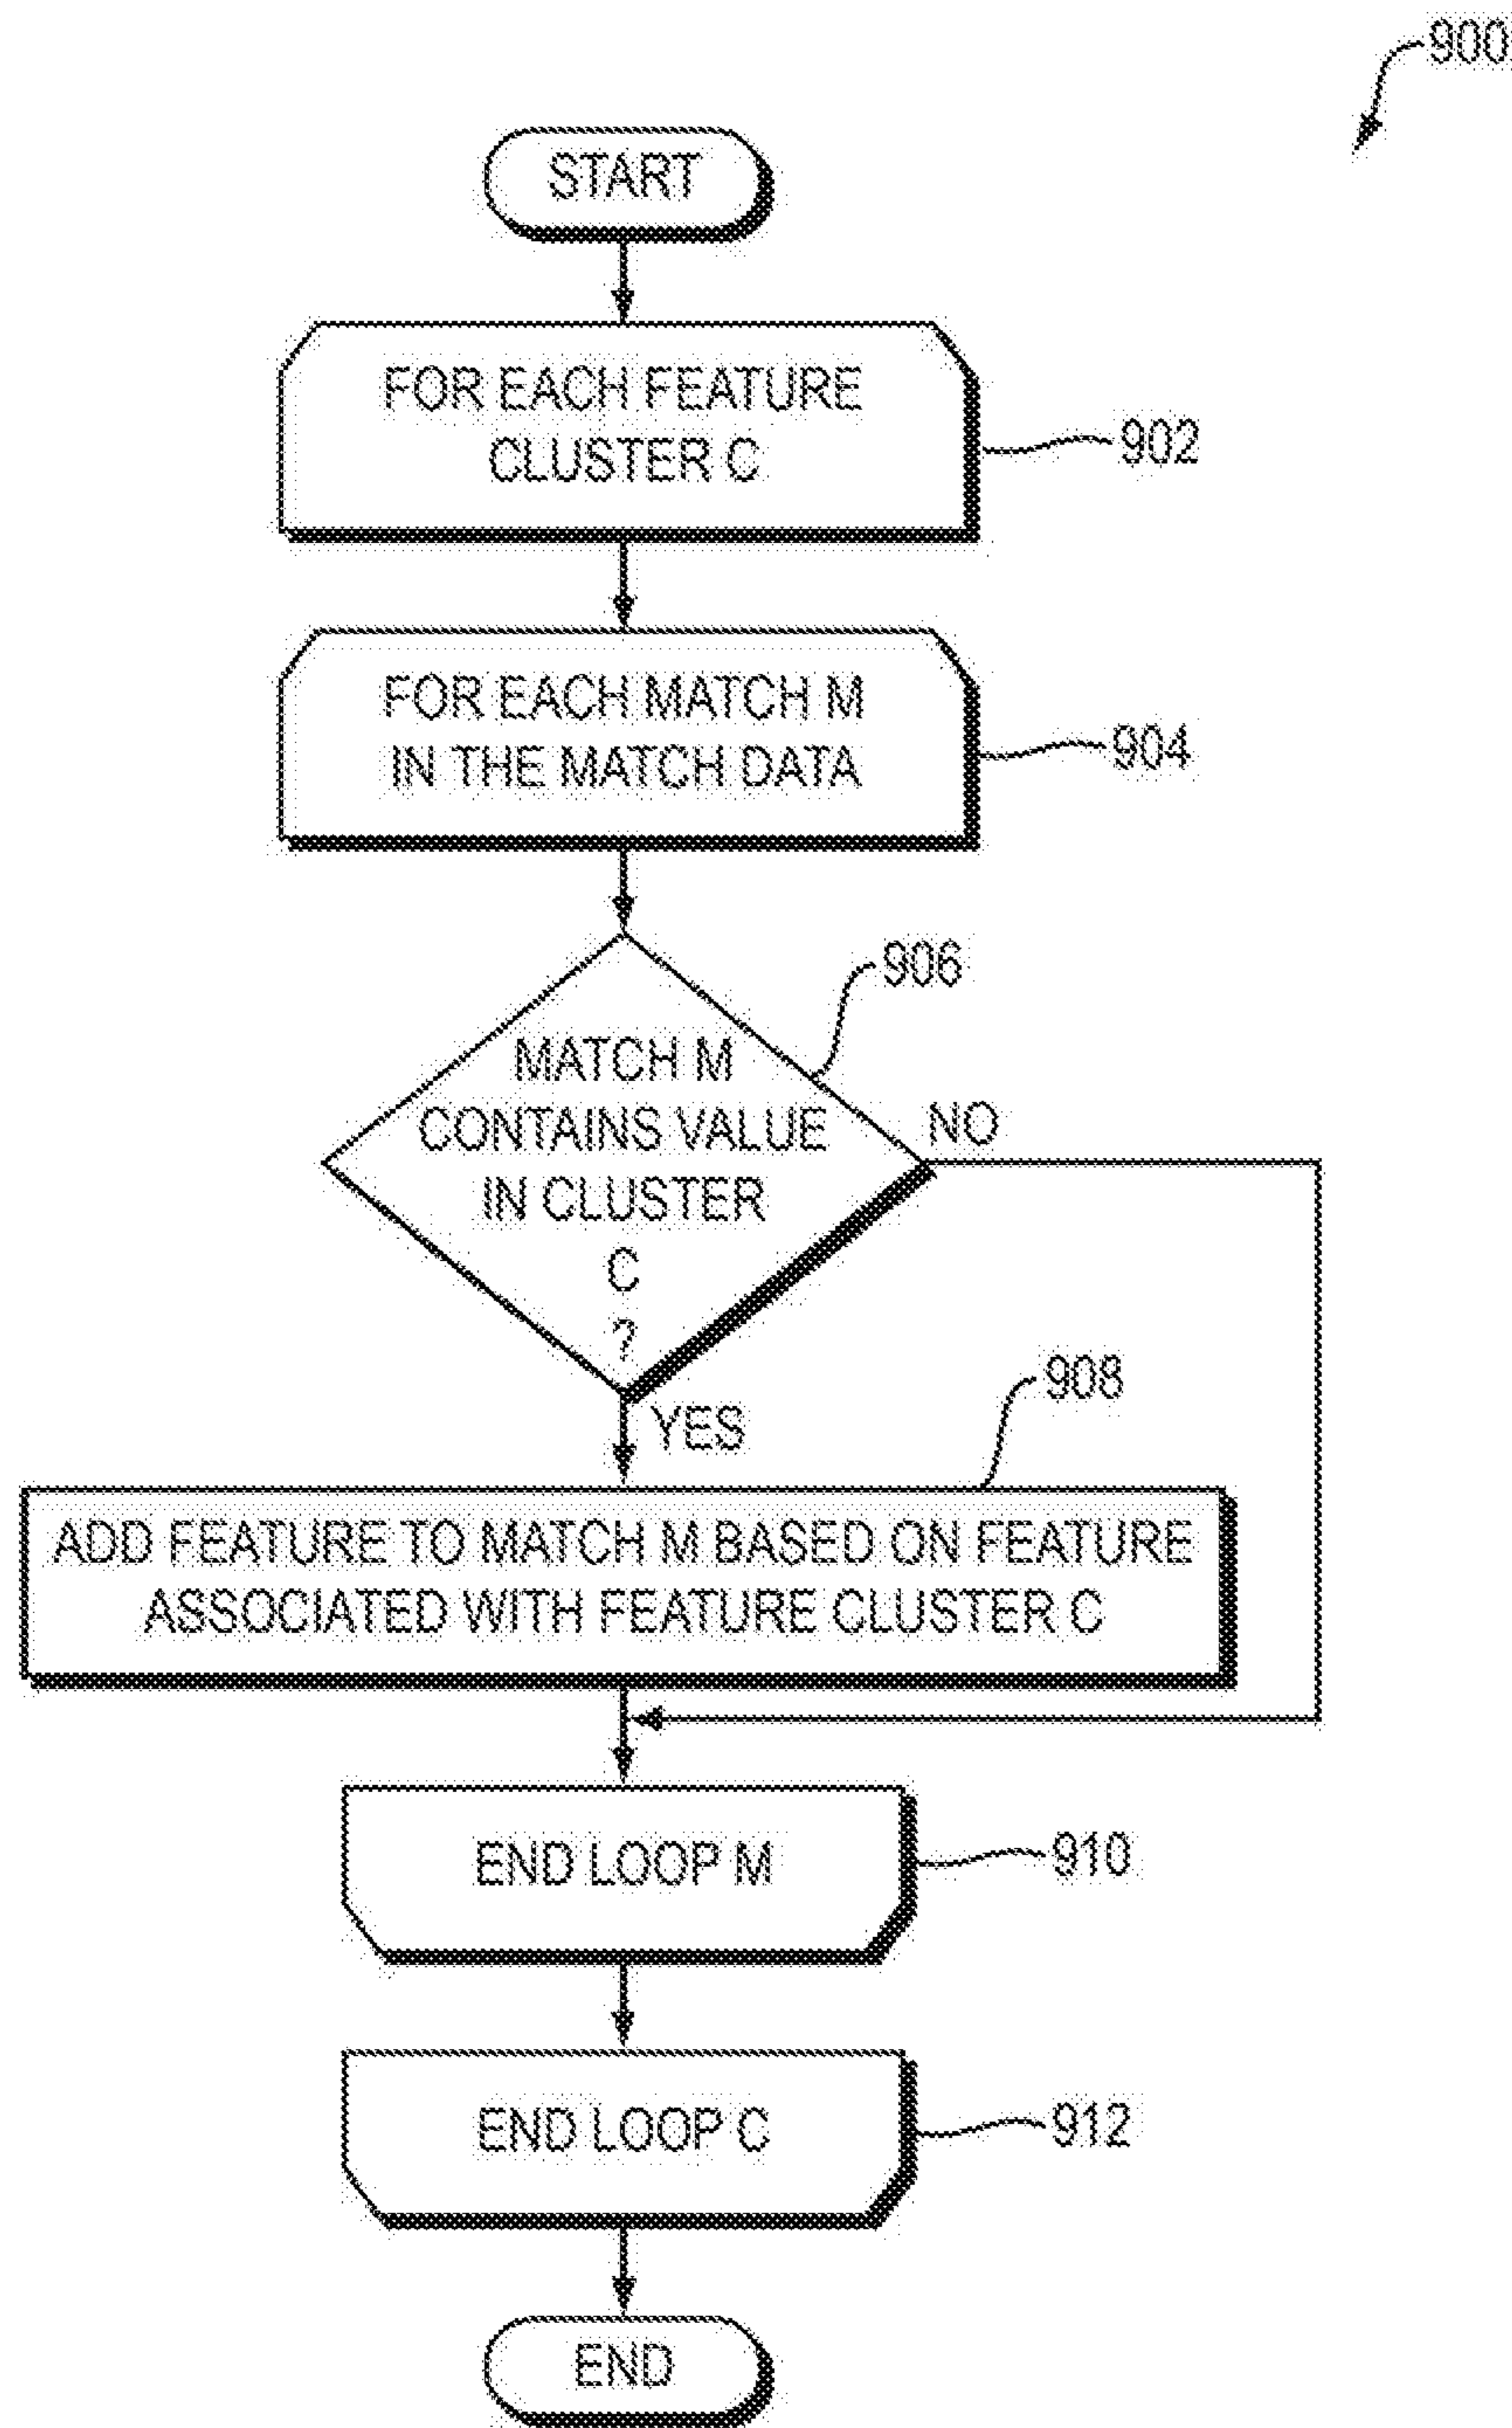 900
START
FOR EACH FEATURE
CLUSTER C
902
FOR EACH MATCH M
IN THE MATCH DATA
904
906
MATCH M
CONTAINS VALUE
IN CLUSTER
C
?
NO
YES
908
ADD FEATURE TO MATCH M BASED ON FEATURE
ASSOCIATED WITH FEATURE CLUSTER C
END LOOP M
910
END LOOP C
912
END